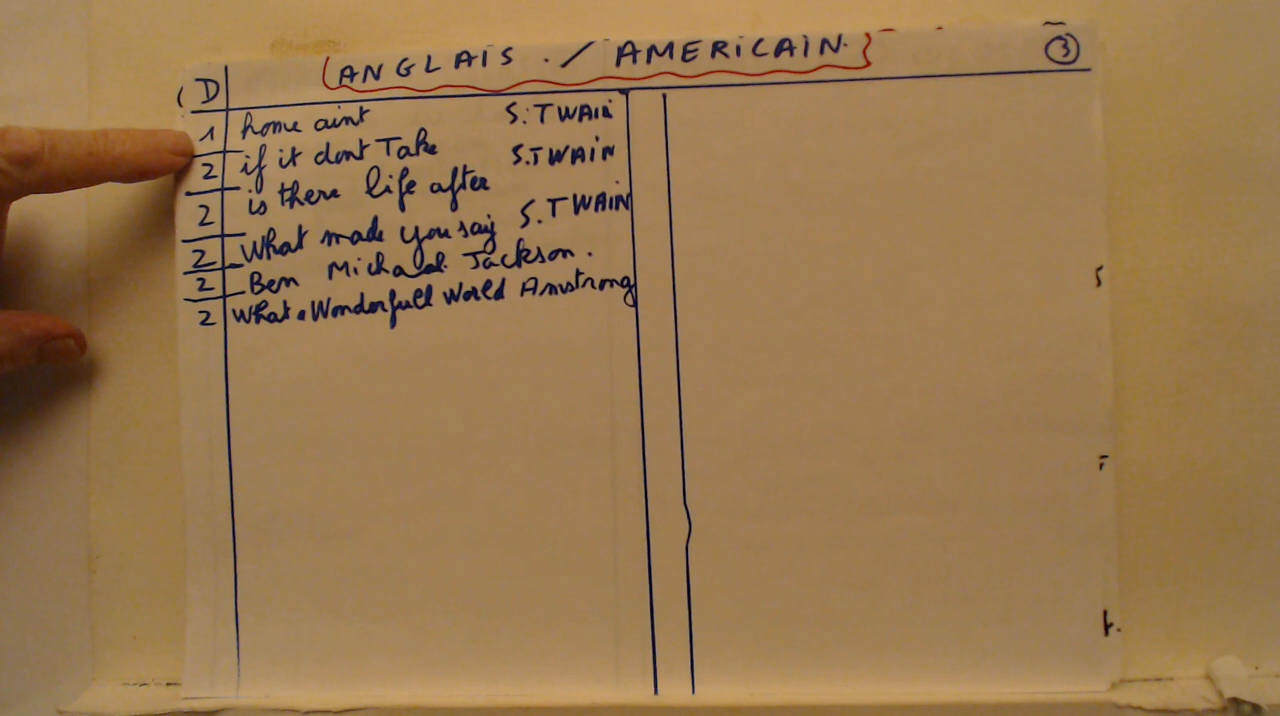 ANGLAIS . / AMERICAIN. 3
D
1 home aint S. TWAIN
2 if it dont Take S. TWAIN
2 is there life after
2 What made you say S. TWAIN
2 Ben Michael Jackson.
2 What a Wonderfull World Amstrong